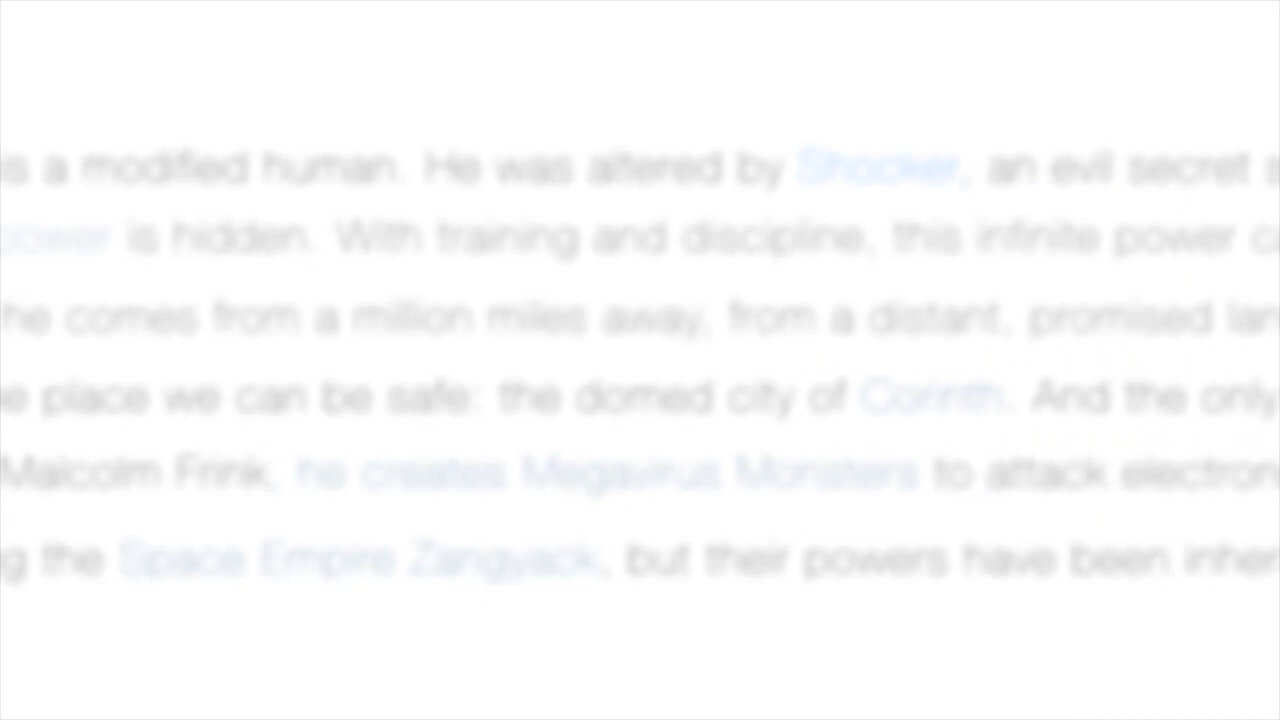 is a modified human. He was altered by Shocker, an evil secret
power is hidden. With training and discipline, this infinite power
he comes from a million miles away, from a distant, promised
place we can be safe: the domed city of Corinth. And the only
Malcolm Frink, he creates Megavirus Monsters to attack
the Space Empire Zangyack, but their powers have been